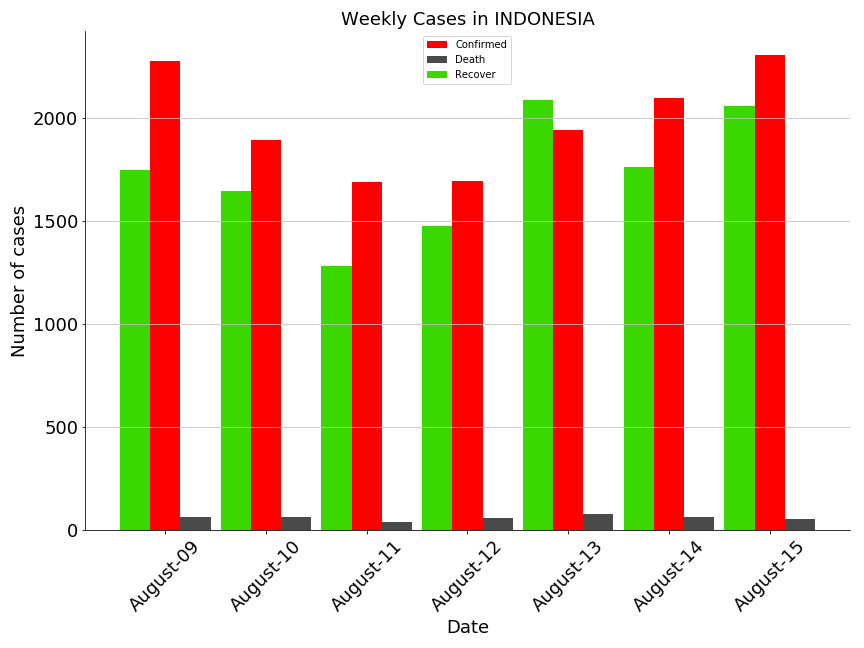 Weekly Cases in INDONESIA
Confirmed
Death
Recover
Number of cases
2000
1500
1000
500
0
August-09
August-10
August-11
August-12
August-13
August-14
August-15
Date